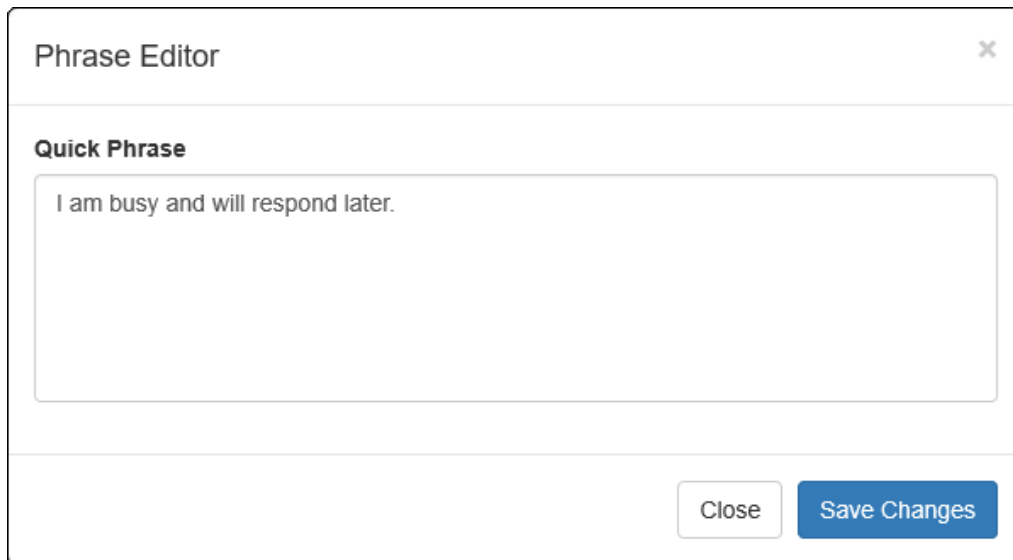 Phrase Editor ×
Quick Phrase
I am busy and will respond later.
Close Save Changes